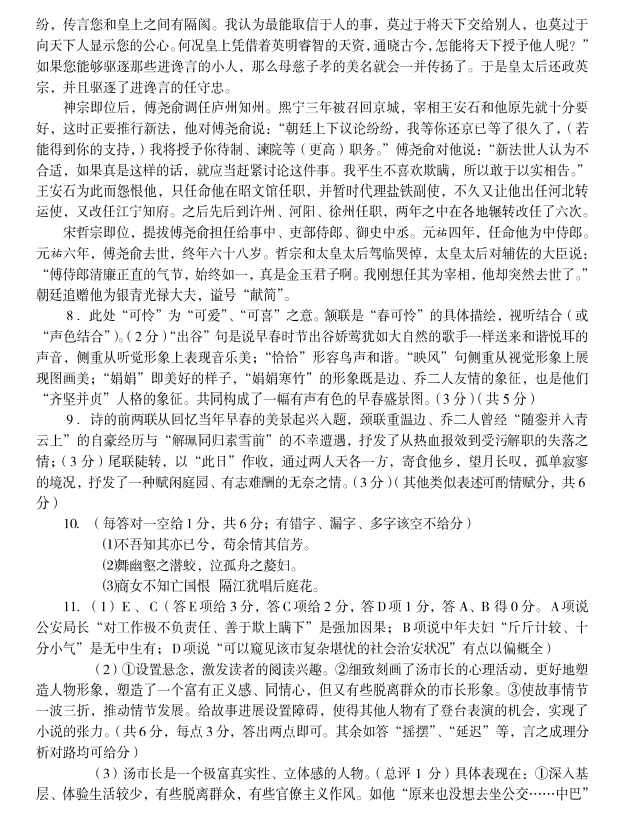 纷，传言您和皇上之间有隔阂。我认为最能取信于人的事，莫过于将天下交给别人，也莫过于
向天下人显示您的公心。何况皇上凭借着英明睿智的天资，通晓古今，怎能将天下授予他人呢？”
如果您能够驱逐那些进谗言的小人，那么母慈子孝的美名就会一并传扬了。于是皇太后还政英
宗，并且驱逐了进谗言的任守忠。
神宗即位后，傅尧俞调任庐州知州。熙宁三年被召回京城，宰相王安石和他原先就十分要
好，这时正要推行新法，他对傅尧俞说：“朝廷上下议论纷纷，我等你还京已等了很久了，（若
能得到你的支持，）我将授予你待制、谏院等（更高）职务。”傅尧俞对他说：“新法世人认为不
合适，如果真是这样的话，就应当赶紧讨论这件事。我平生不喜欢欺瞒，所以敢于以实相告。”
王安石为此而怨恨他，只任命他在昭文馆任职，并暂时代理盐铁副使，不久又让他出任河北转
运使，又改任江宁知府。之后先后到许州、河阳、徐州任职，两年之中在各地辗转改任了六次。
宋哲宗即位，提拔傅尧俞担任给事中、吏部侍郎、御史中丞。元祐四年，任命他为中侍郎。
元祐六年，傅尧俞去世，终年六十八岁。哲宗和太皇太后驾临哭悼，太皇太后对辅佐的大臣说：
“傅侍郎清廉正直的气节，始终如一，真是金玉君子啊。我刚想任其为宰相，他却突然去世了。”
朝廷追赠他为银青光禄大夫，谥号“献简”。
8．此处“可怜”为“可爱”、“可喜”之意。颔联是“春可怜”的具体描绘，视听结合（或
“声色结合”）。（2分）“出谷”句是说早春时节出谷娇莺犹如大自然的歌手一样送来和谐悦耳的
声音，侧重从听觉形象上表现音乐美；“恰恰”形容鸟声和谐。“映风”句侧重从视觉形象上展
现图画美；“娟娟”即美好的样子，“娟娟寒竹”的形象既是边、乔二人友情的象征，也是他们
“齐坚并贞”人格的象征。共同构成了一幅有声有色的早春盛景图。（3分）（共5分）
9．诗的前两联从回忆当年早春的美景起兴入题，颈联重温边、乔二人曾经“随銮并入青
云上”的自豪经历与“解珮同归素雪前”的不幸遭遇，抒发了从热血报效到受污解职的失落之
情；（3分）尾联陡转，以“此日”作收，通过两人天各一方，寄食他乡，望月长叹，孤单寂寥
的境况，抒发了一种赋闲庭园、有志难酬的无奈之情。（3分）（其他类似表述可酌情赋分，共6
分）
10．（每答对一空给1分，共6分；有错字、漏字、多字该空不给分）
⑴不吾知其亦已兮，苟余情其信芳。
⑵舞幽壑之潜蛟，泣孤舟之嫠妇。
⑶商女不知亡国恨 隔江犹唱后庭花。
11．（1）E、C（答E项给3分，答C项给2分，答D项1分，答A、B得0分。A项说
公安局长“对工作极不负责任、善于欺上瞒下”是强加因果；B项说中年夫妇“斤斤计较、十
分小气”是无中生有；D项说“可以窥见该市复杂堪忧的社会治安状况”有点以偏概全）
（2）①设置悬念，激发读者的阅读兴趣。②细致刻画了汤市长的心理活动，更好地塑
造人物形象，塑造了一个富有正义感、同情心，但又有些脱离群众的市长形象。③使故事情节
一波三折，推动情节发展。给故事进展设置障碍，使得其他人物有了登台表演的机会，实现了
小说的张力。（共6分，每点3分，答出两点即可。其余如答“摇摆”、“延迟”等，言之成理分
析对路均可给分）
（3）汤市长是一个极富真实性、立体感的人物。（总评1分）具体表现在：①深入基
层、体验生活较少，有些脱离群众，有些官僚主义作风。如他“原来也没想去坐公交……中巴”